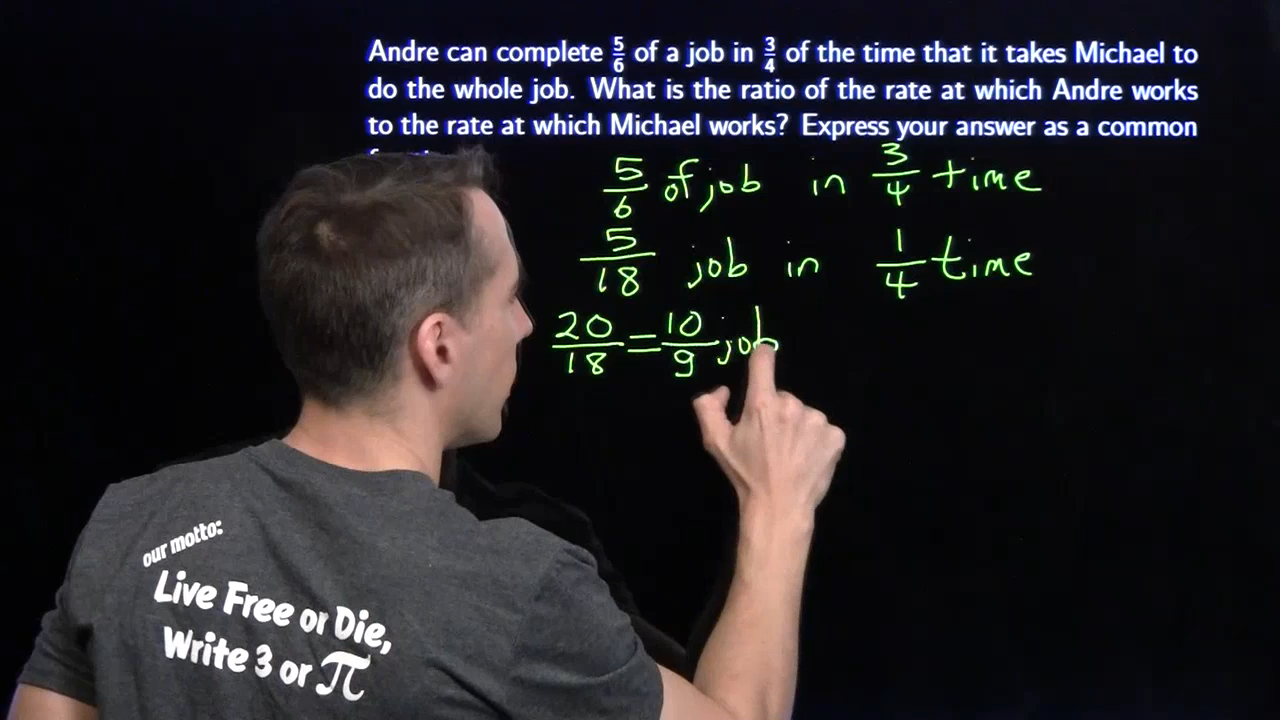 Andre can complete 5/6 of a job in 3/4 of the time that it takes Michael to
do the whole job. What is the ratio of the rate at which Andre works
to the rate at which Michael works? Express your answer as a common
5/6 of job in 3/4 time
5/18 job in 1/4 time
20/18 = 10/9 job
our motto:
Live Free or Die,
Write 3 or π